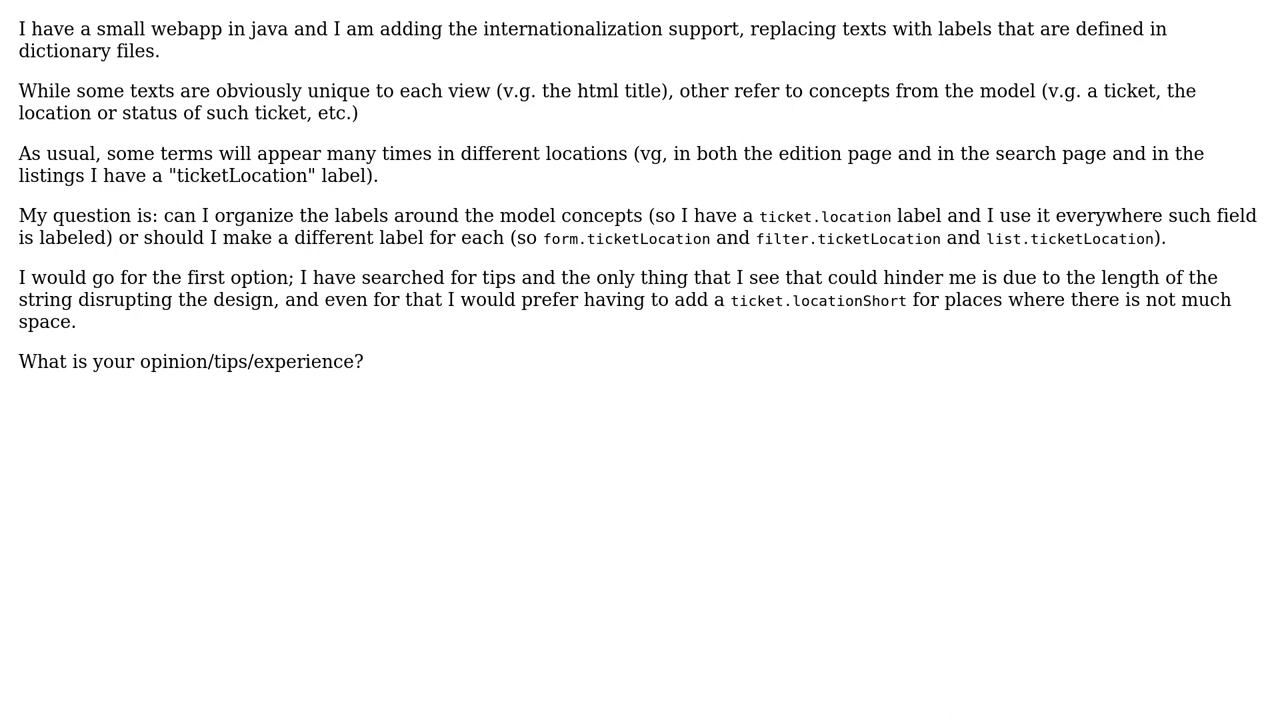 I have a small webapp in java and I am adding the internationalization support, replacing texts with labels that are defined in
dictionary files.
While some texts are obviously unique to each view (v.g. the html title), other refer to concepts from the model (v.g. a ticket, the
location or status of such ticket, etc.)
As usual, some terms will appear many times in different locations (vg, in both the edition page and in the search page and in the
listings I have a "ticketLocation" label).
My question is: can I organize the labels around the model concepts (so I have a ticket.location label and I use it everywhere such field
is labeled) or should I make a different label for each (so form.ticketLocation and filter.ticketLocation and list.ticketLocation).
I would go for the first option; I have searched for tips and the only thing that I see that could hinder me is due to the length of the
string disrupting the design, and even for that I would prefer having to add a ticket.locationShort for places where there is not much
space.
What is your opinion/tips/experience?